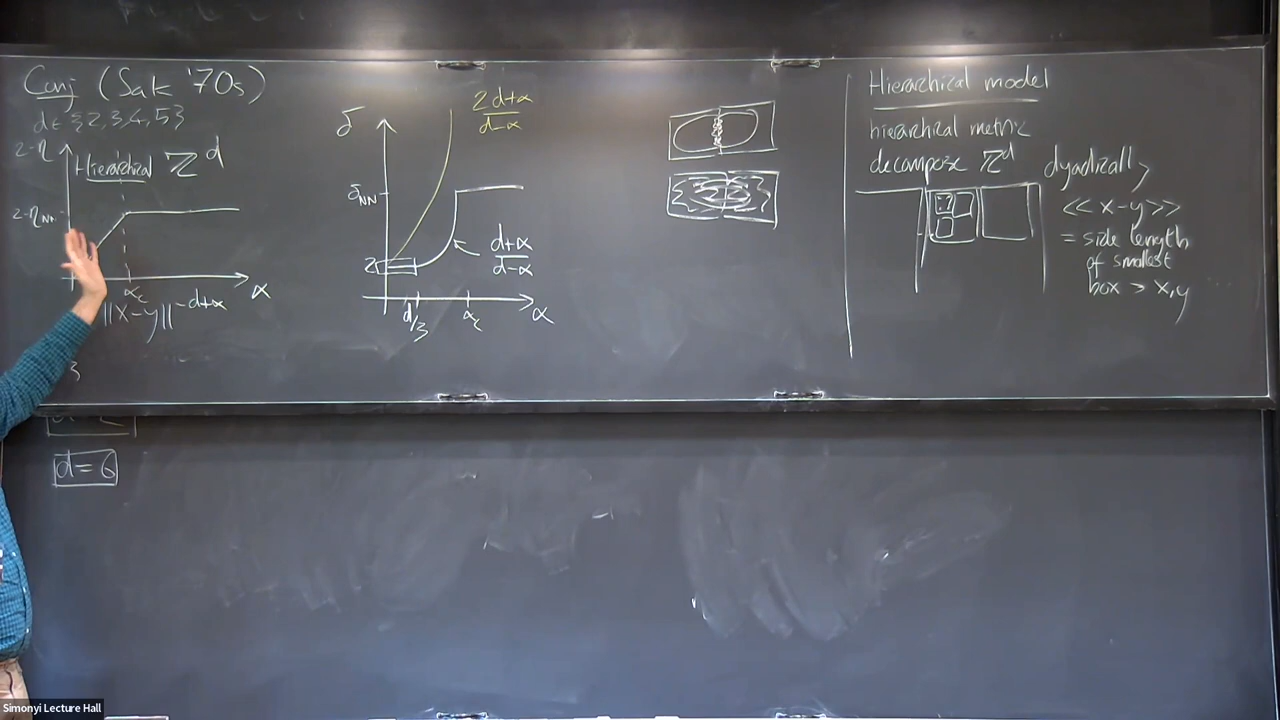 Conj (Sak '70s)
d ∈ {2,3,4,5}
2-η
Hierarchical ℤ^d
2-η_NN
α_c
α
||x-y||^{-d+α}
3
d = 6
δ
2d+α
d-α
δ_NN
d+α
d-α
2
d/3
α_c
α
Hierarchical model
hierarchical metric
decompose ℤ^d dyadically
<< x-y >>
= side length
of smallest
box ∋ x,y
Simonyi Lecture Hall